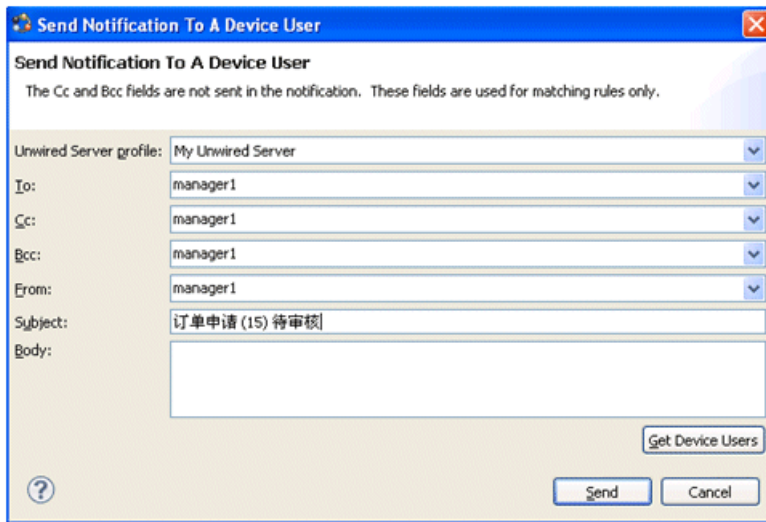 Send Notification To A Device User
Send Notification To A Device User
The Cc and Bcc fields are not sent in the notification. These fields are used for matching rules only.
Unwired Server profile: My Unwired Server
To: manager1
Cc: manager1
Bcc: manager1
From: manager1
Subject: 订单申请 (15) 待审核
Body:
Get Device Users
? Send Cancel